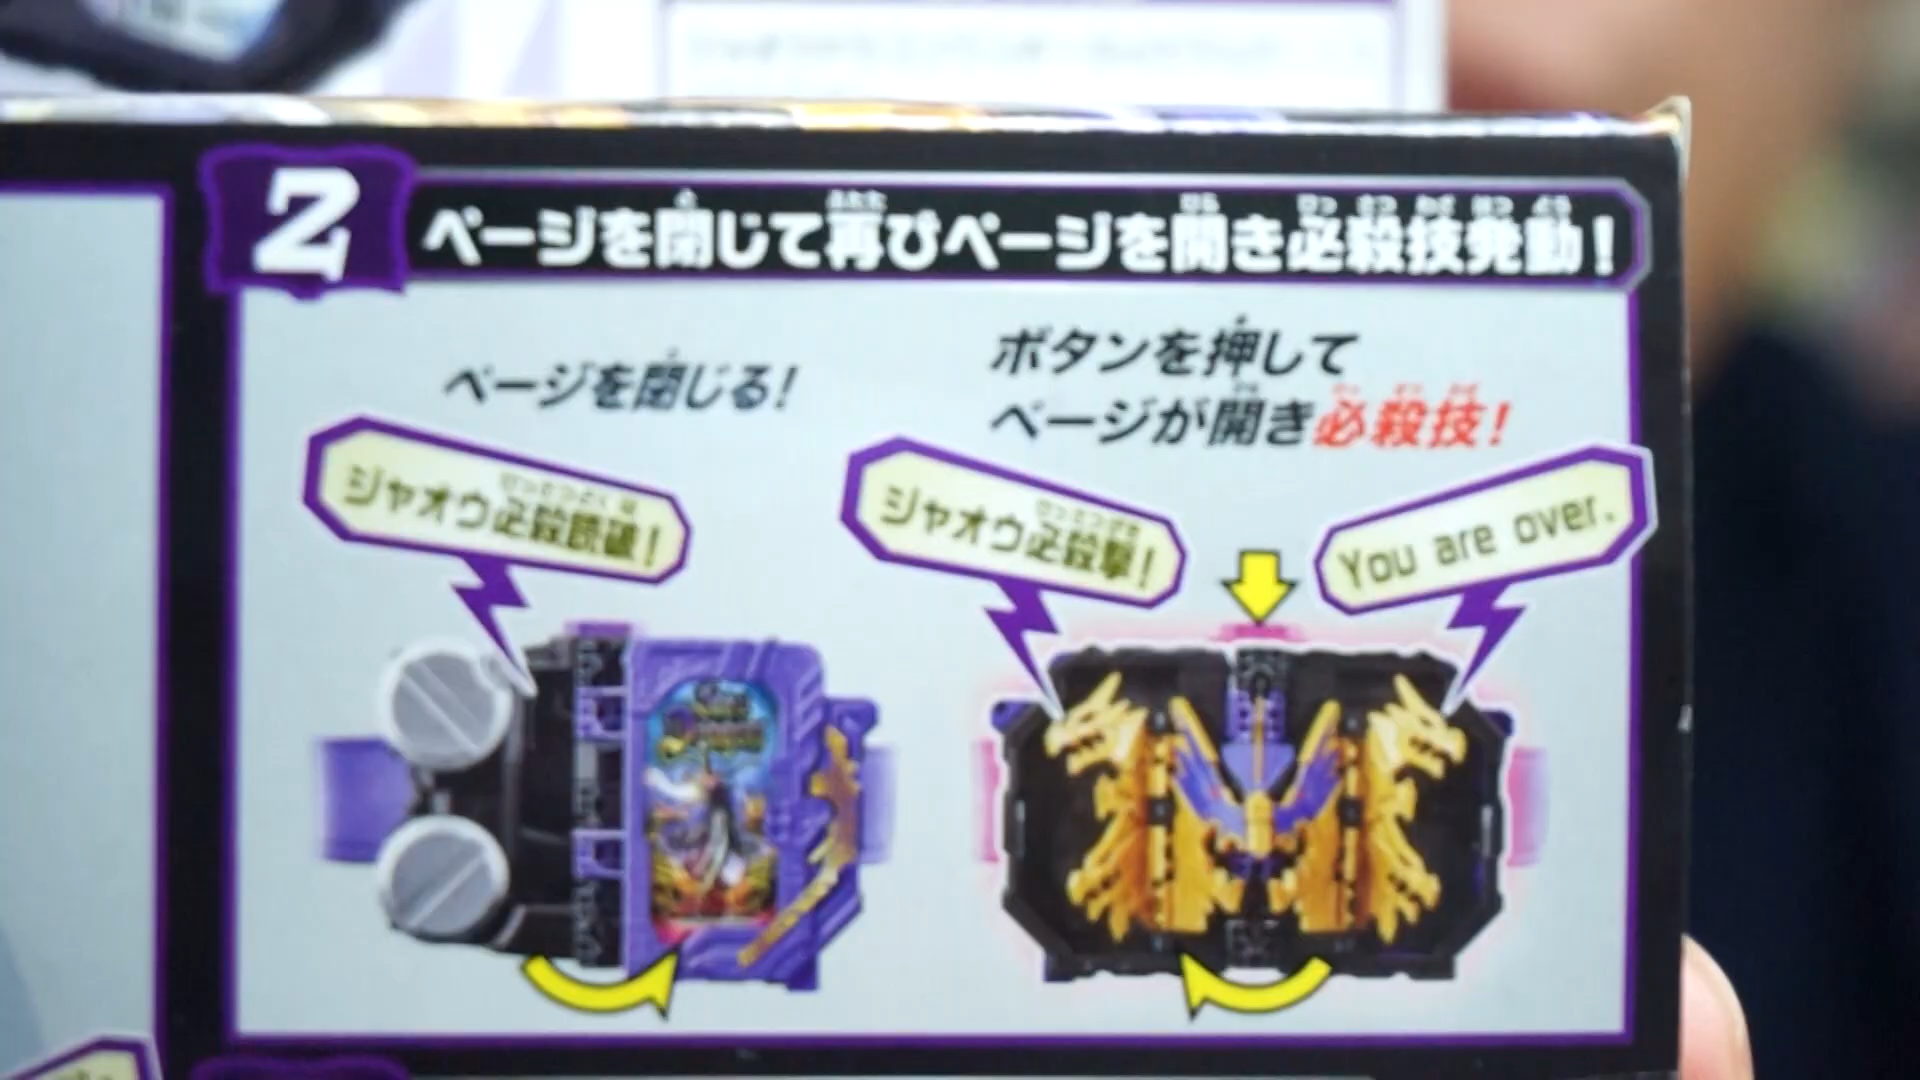 2
ページを閉じて再びページを開き必殺技発動!
ページを閉じる!
ボタンを押して
ページが開き必殺技!
ジャオウ必殺読破!
ジャオウ必殺撃!
You are over.